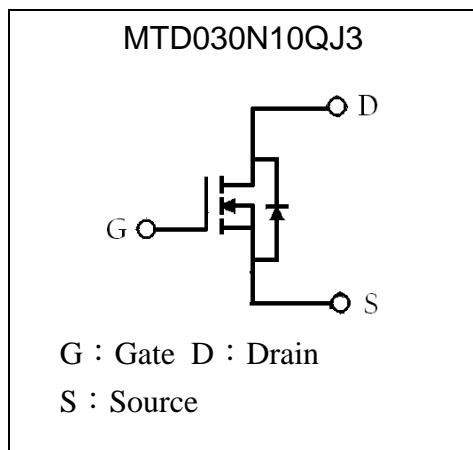 MTD030N10QJ3
D
G
S
G：Gate D：Drain
S：Source